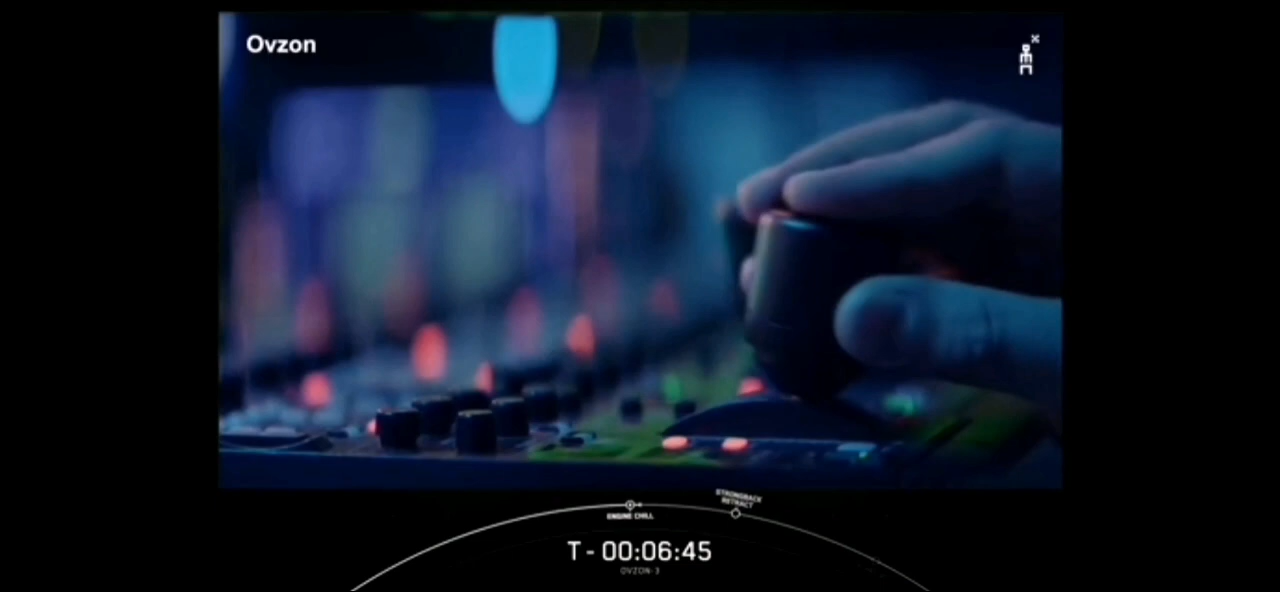 Ovzon
STRONGBACK
RETRACT
ENGINE CHILL
T - 00:06:45
OVZON-3